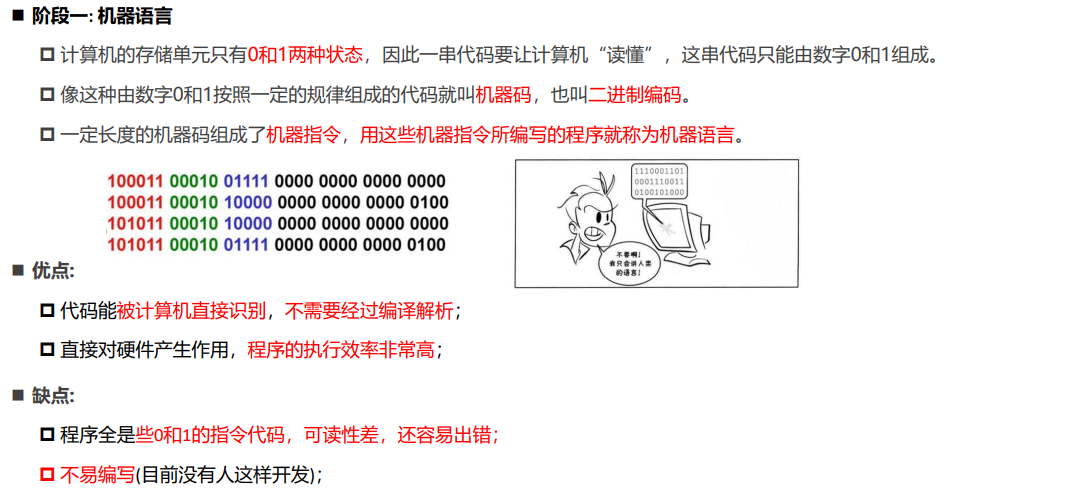 阶段一: 机器语言
计算机的存储单元只有0和1两种状态，因此一串代码要让计算机“读懂”，这串代码只能由数字0和1组成。
像这种由数字0和1按照一定的规律组成的代码就叫机器码，也叫二进制编码。
一定长度的机器码组成了机器指令，用这些机器指令所编写的程序就称为机器语言。
100011 00010 01111 0000 0000 0000 0000
100011 00010 10000 0000 0000 0000 0100
101011 00010 10000 0000 0000 0000 0000
101011 00010 01111 0000 0000 0000 0100
1110001101
0001110011
0100101000
不要啊!
我只会讲人类
的语言!
优点:
代码能被计算机直接识别，不需要经过编译解析；
直接对硬件产生作用，程序的执行效率非常高；
缺点:
程序全是些0和1的指令代码，可读性差，还容易出错；
不易编写(目前没有人这样开发)；